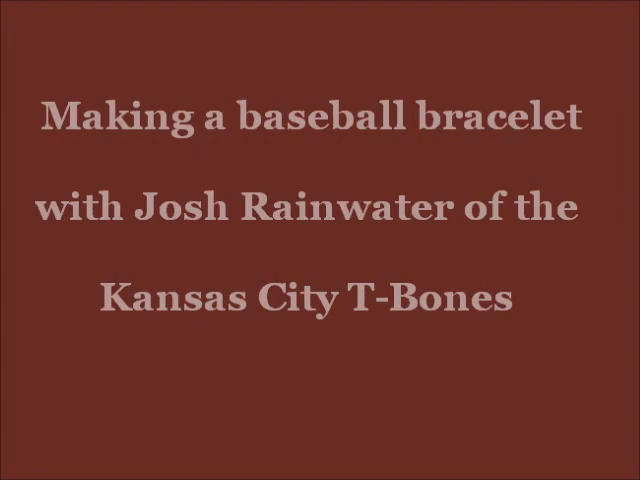 Making a baseball bracelet
with Josh Rainwater of the
Kansas City T-Bones